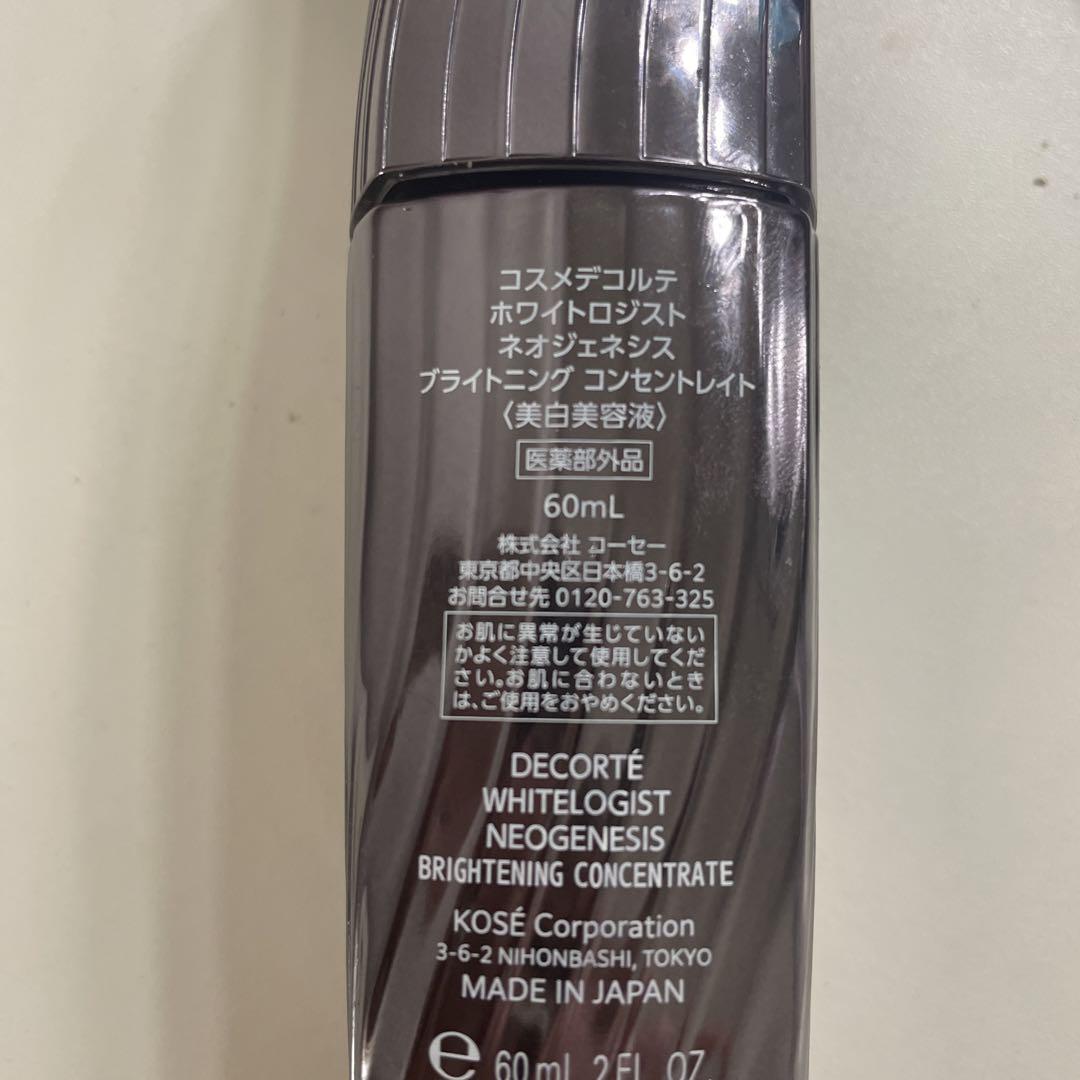 コスメデコルテ
ホワイトロジスト
ネオジェネシス
ブライトニング コンセントレイト
〈美白美容液〉
医薬部外品
60mL
株式会社 コーセー
東京都中央区日本橋3-6-2
お問合せ先 0120-763-325
お肌に異常が生じていない
かよく注意して使用してくだ
さい。お肌に合わないとき
は、ご使用をおやめください。
DECORTÉ
WHITELOGIST
NEOGENESIS
BRIGHTENING CONCENTRATE
KOSÉ Corporation
3-6-2 NIHONBASHI, TOKYO
MADE IN JAPAN
℮ 60mL 2FL. OZ.